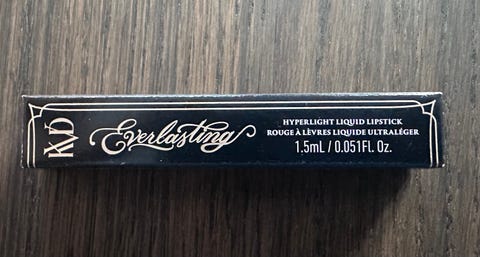 KVD
Everlasting
HYPERLIGHT LIQUID LIPSTICK
ROUGE À LÈVRES LIQUIDE ULTRALÉGER
1.5mL / 0.051FL. Oz.